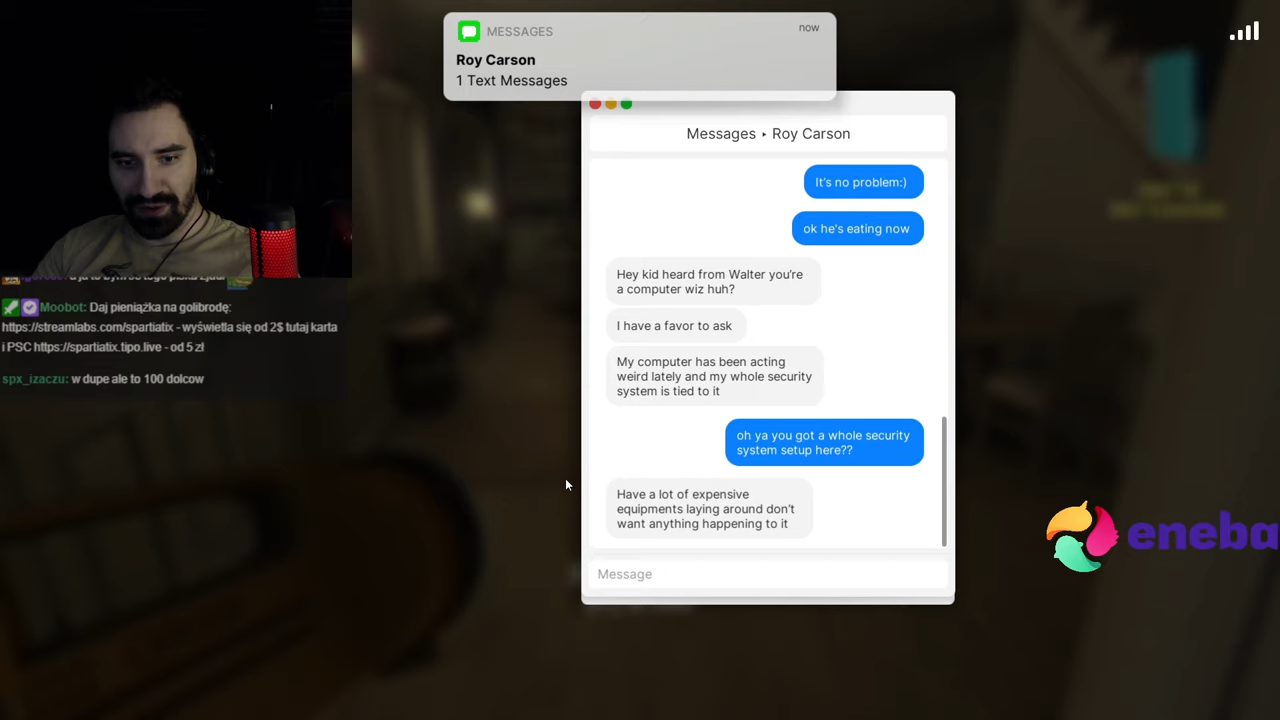 MESSAGES
now
Roy Carson
1 Text Messages
Messages ▸ Roy Carson
It's no problem:)
ok he's eating now
Hey kid heard from Walter you're
a computer wiz huh?
I have a favor to ask
My computer has been acting
weird lately and my whole security
system is tied to it
oh ya you got a whole security
system setup here??
Have a lot of expensive
equipments laying around don't
want anything happening to it
Message
Moobot: Daj pieniążka na golibrodę:
https://streamlabs.com/spartiatix - wyświetla się od 2$ tutaj karta
i PSC https://spartiatix.tipo.live - od 5 zł
spx_izaczu: w dupe ale to 100 dolcow
eneba